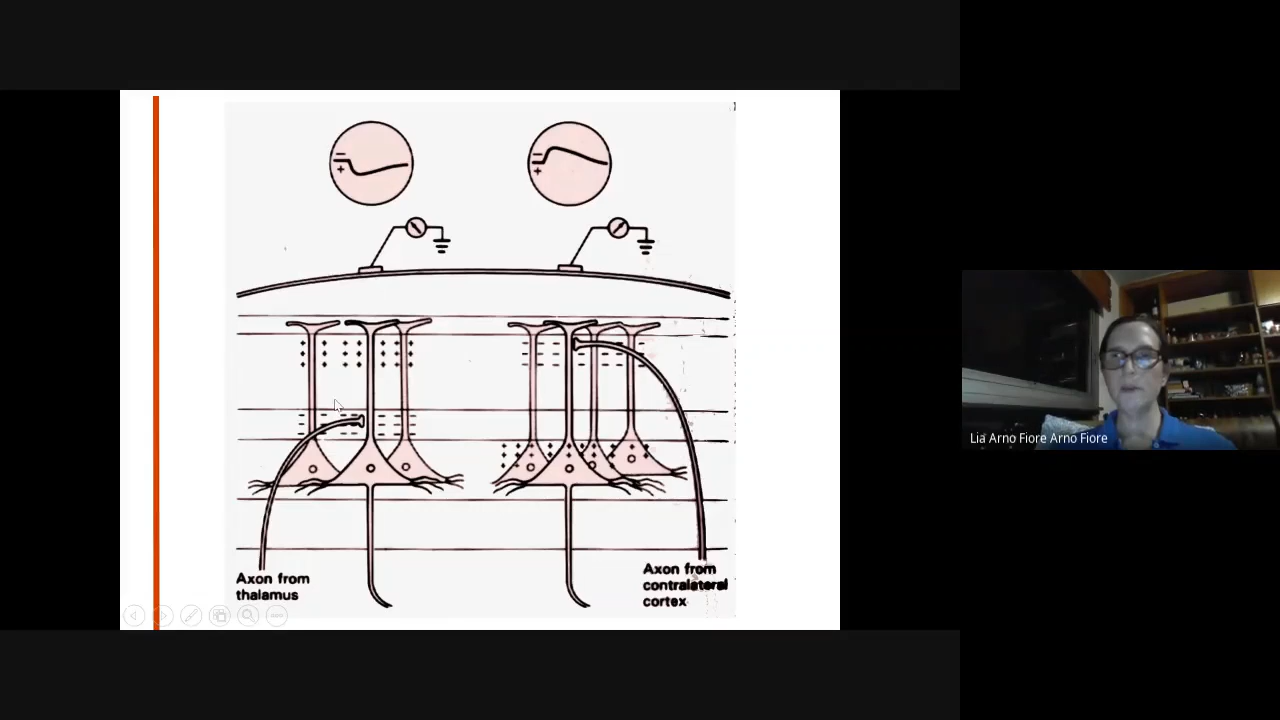 Axon from
thalamus
Axon from
contralateral
cortex
Lia Arno Fiore Arno Fiore